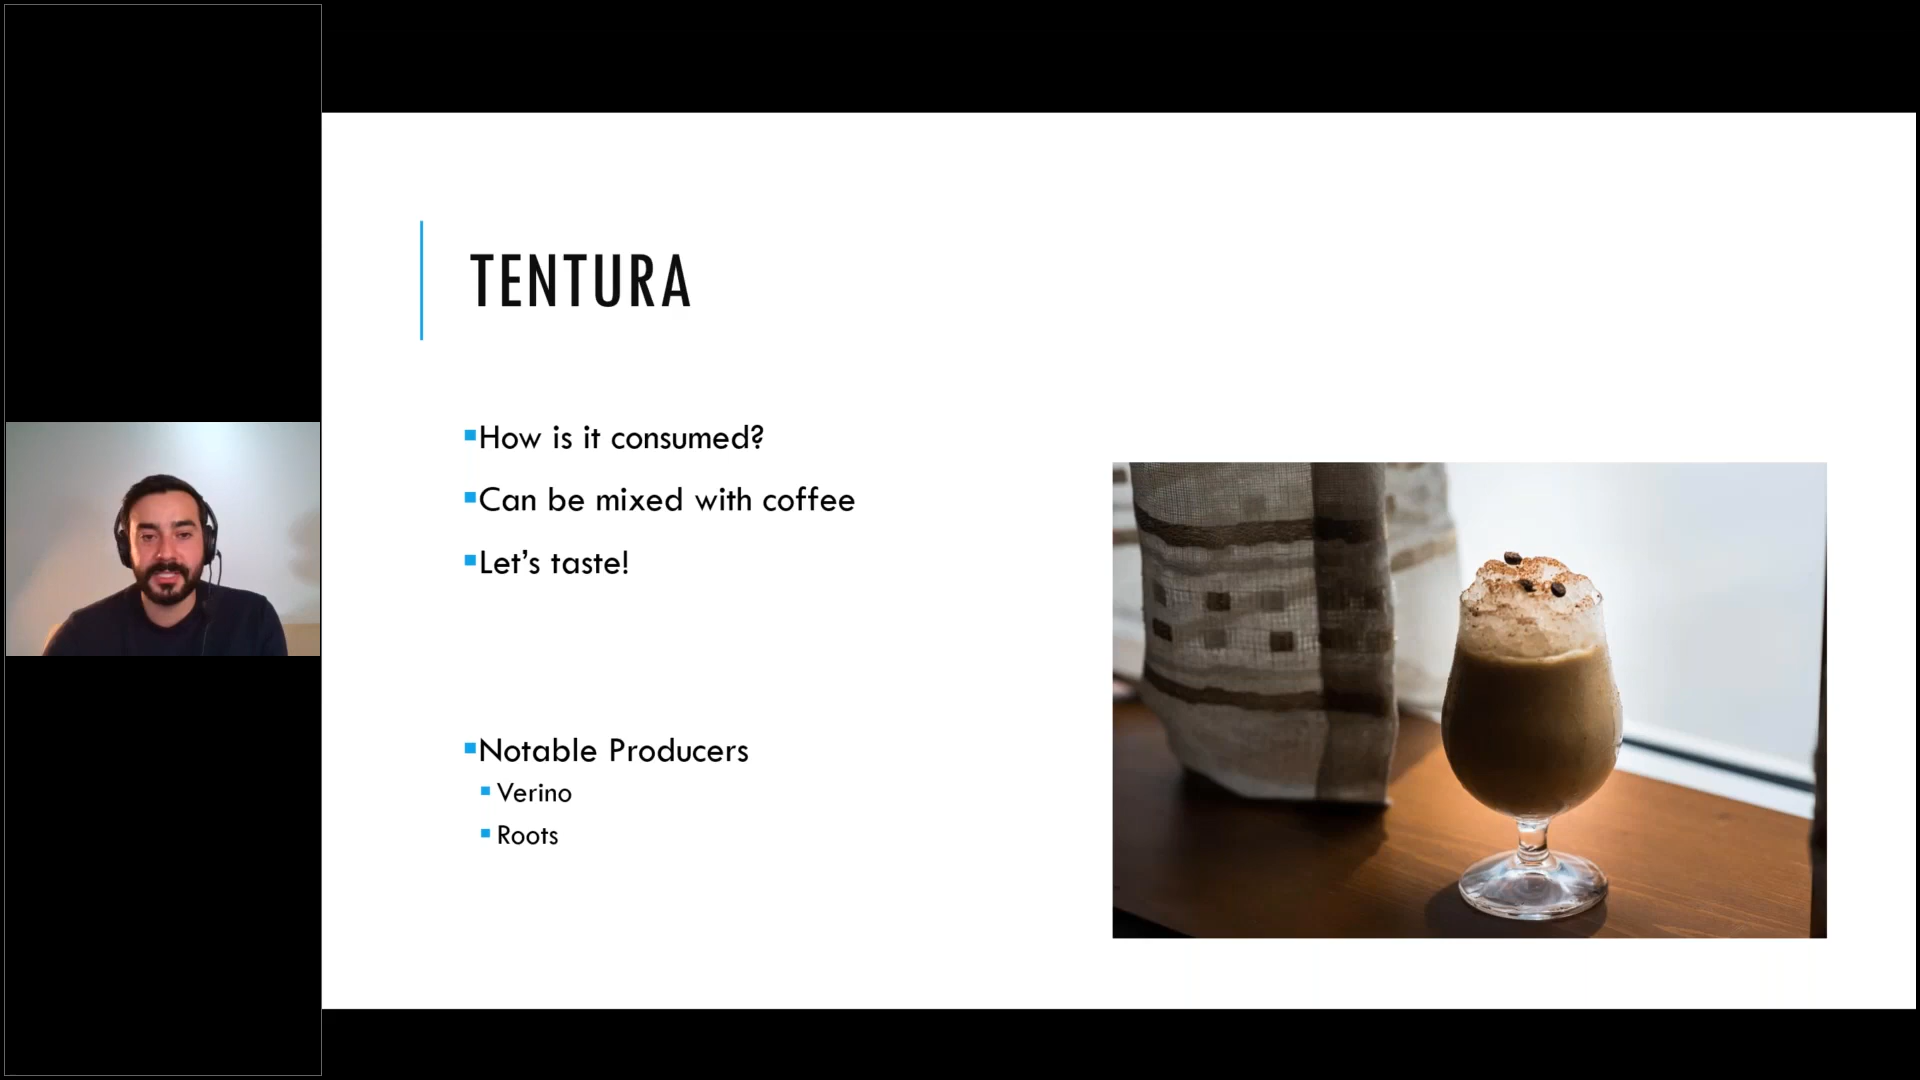 TENTURA
How is it consumed?
Can be mixed with coffee
Let’s taste!
Notable Producers
Verino
Roots